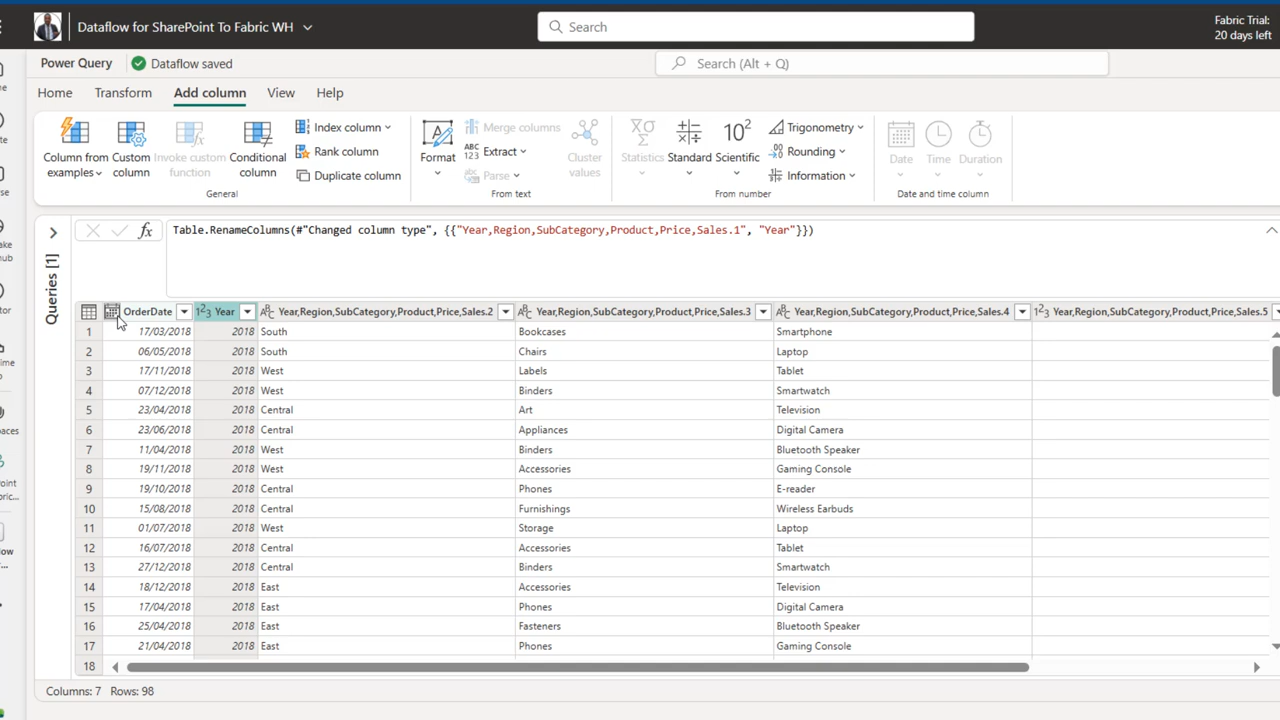 Dataflow for SharePoint To Fabric WH
Search
Fabric Trial:
20 days left
Power Query
Dataflow saved
Search (Alt + Q)
Home Transform Add column View Help
Column from examples
Custom column
Invoke custom function
Conditional column
Index column
Rank column
Duplicate column
General
Format
Merge columns
ABC 123 Extract
abc Parse
Cluster values
From text
Statistics
Standard
10² Scientific
Trigonometry
Rounding
Information
From number
Date
Time
Duration
Date and time column
Queries [1]
fx Table.RenameColumns(#"Changed column type", {{"Year,Region,SubCategory,Product,Price,Sales.1", "Year"}})
OrderDate 1²3 Year ABC Year,Region,SubCategory,Product,Price,Sales.2 ABC Year,Region,SubCategory,Product,Price,Sales.3 ABC Year,Region,SubCategory,Product,Price,Sales.4 1²3 Year,Region,SubCategory,Product,Price,Sales.5
1 17/03/2018 2018 South Bookcases Smartphone
2 06/05/2018 2018 South Chairs Laptop
3 17/11/2018 2018 West Labels Tablet
4 07/12/2018 2018 West Binders Smartwatch
5 23/04/2018 2018 Central Art Television
6 23/06/2018 2018 Central Appliances Digital Camera
7 11/04/2018 2018 West Binders Bluetooth Speaker
8 19/11/2018 2018 West Accessories Gaming Console
9 19/10/2018 2018 Central Phones E-reader
10 15/08/2018 2018 Central Furnishings Wireless Earbuds
11 01/07/2018 2018 West Storage Laptop
12 16/07/2018 2018 Central Accessories Tablet
13 27/12/2018 2018 Central Binders Smartwatch
14 18/12/2018 2018 East Accessories Television
15 17/04/2018 2018 East Phones Digital Camera
16 25/04/2018 2018 East Fasteners Bluetooth Speaker
17 21/04/2018 2018 East Phones Gaming Console
18
Columns: 7 Rows: 98